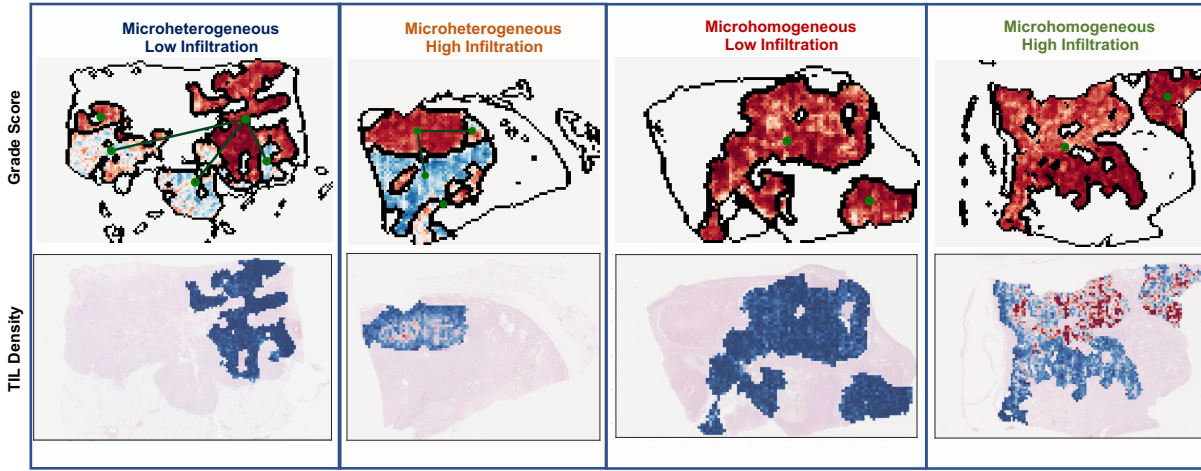 Microheterogeneous
Low Infiltration
Microheterogeneous
High Infiltration
Microhomogeneous
Low Infiltration
Microhomogeneous
High Infiltration
Grade Score
TIL Density